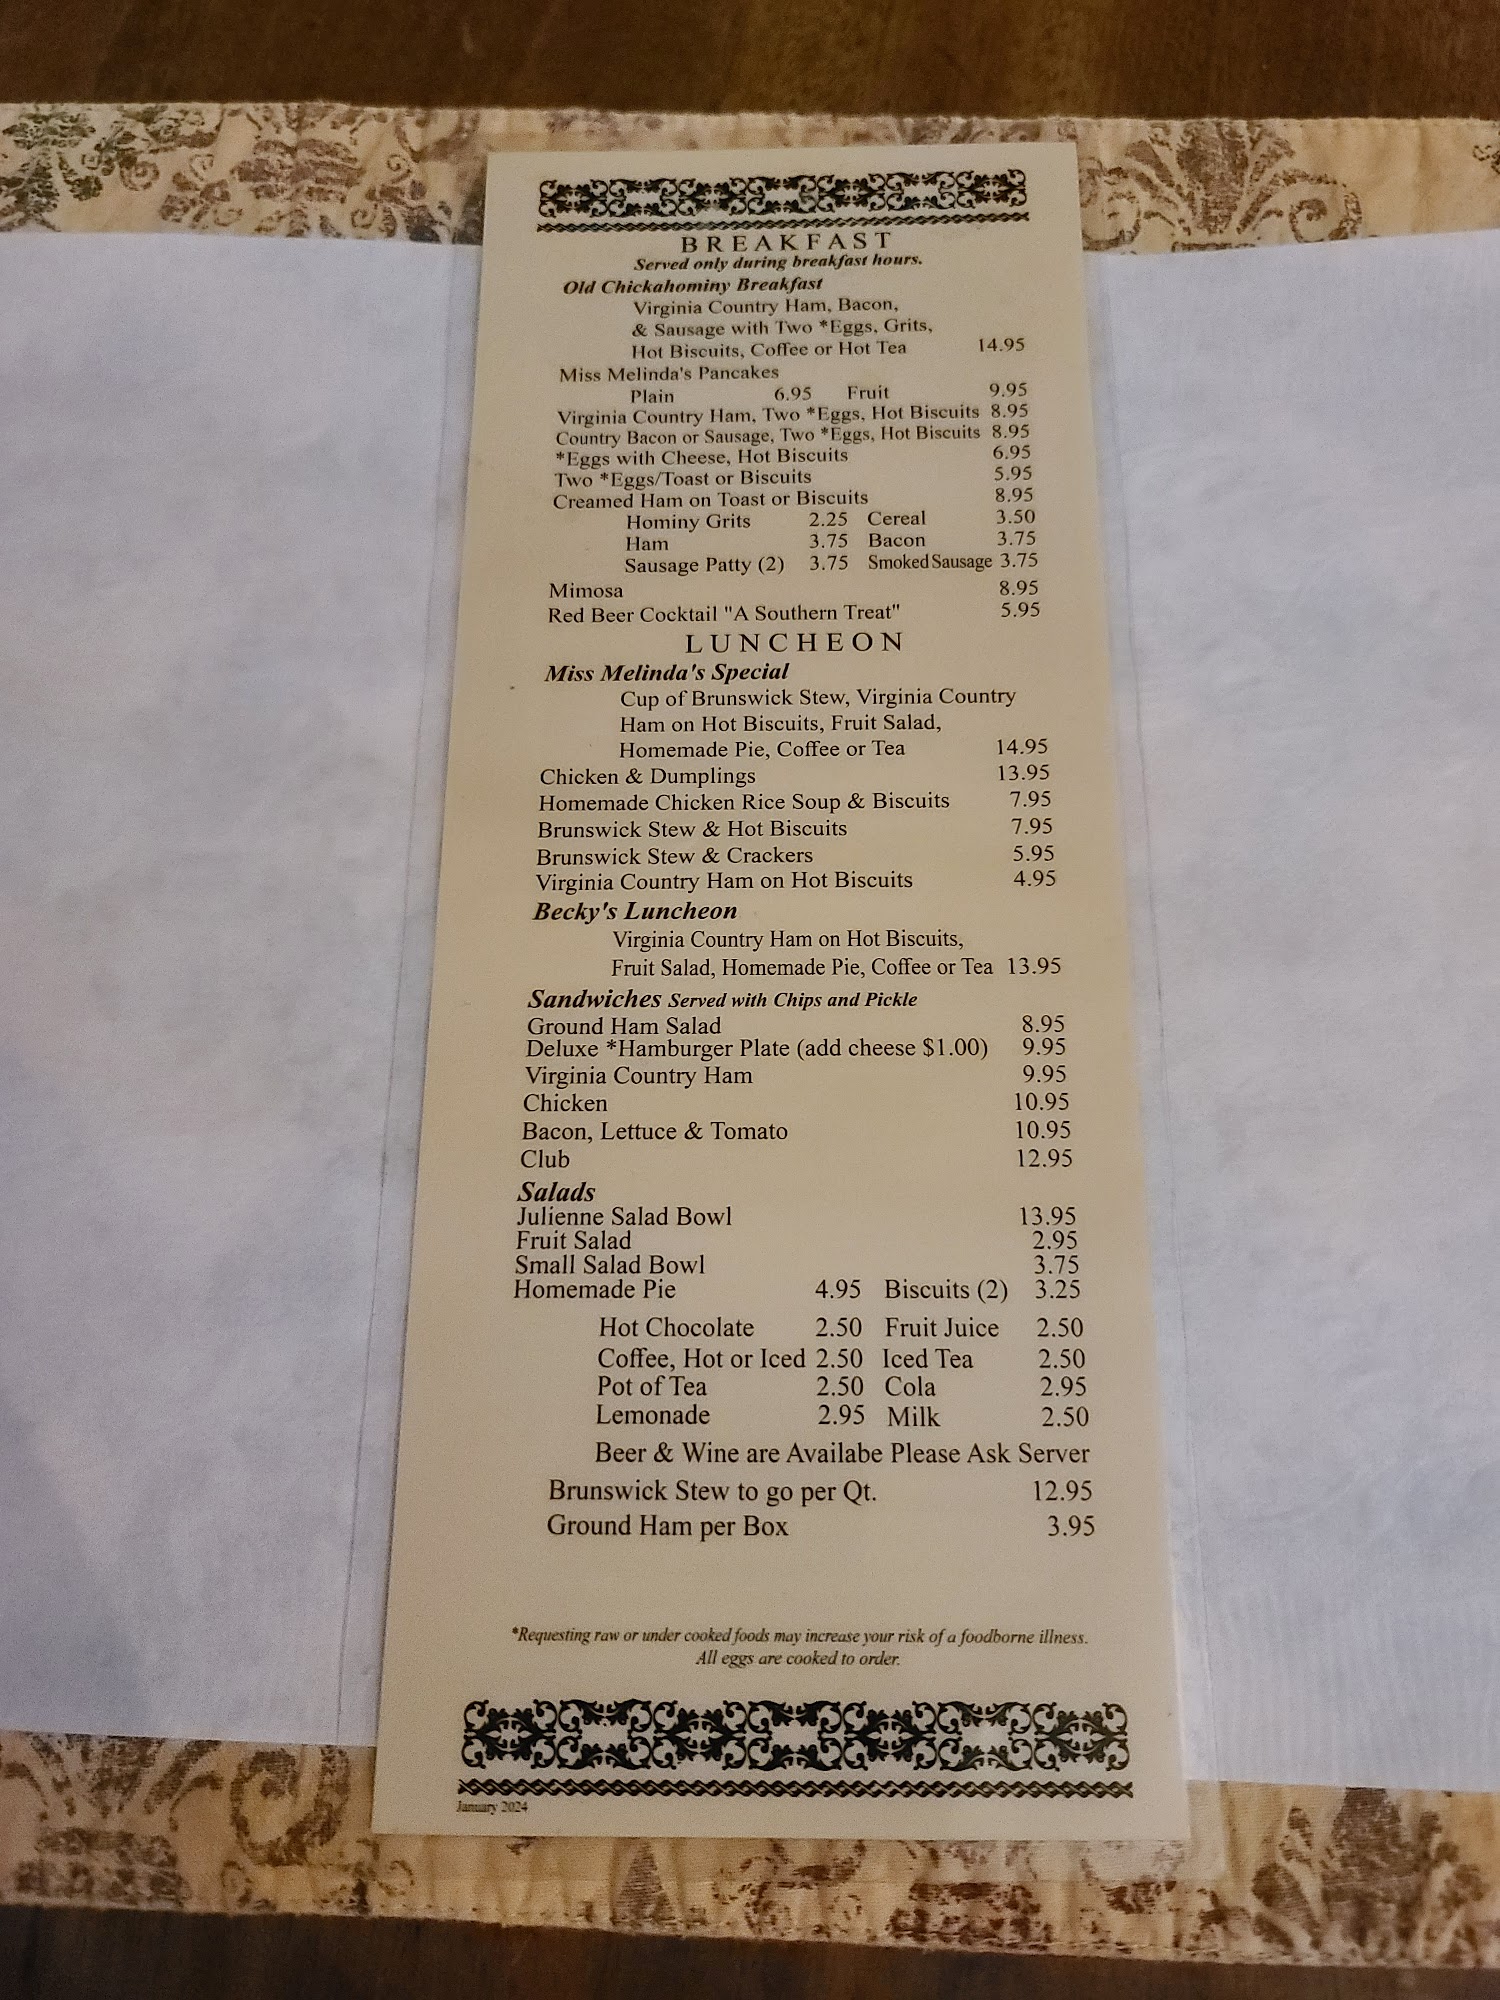 BREAKFAST
Served only during breakfast hours.
Old Chickahominy Breakfast
Virginia Country Ham, Bacon,
& Sausage with Two *Eggs, Grits,
Hot Biscuits, Coffee or Hot Tea 14.95
Miss Melinda's Pancakes
Plain 6.95 Fruit 9.95
Virginia Country Ham, Two *Eggs, Hot Biscuits 8.95
Country Bacon or Sausage, Two *Eggs, Hot Biscuits 8.95
*Eggs with Cheese, Hot Biscuits 6.95
Two *Eggs/Toast or Biscuits 5.95
Creamed Ham on Toast or Biscuits 8.95
Hominy Grits 2.25 Cereal 3.50
Ham 3.75 Bacon 3.75
Sausage Patty (2) 3.75 Smoked Sausage 3.75
Mimosa 8.95
Red Beer Cocktail "A Southern Treat" 5.95
LUNCHEON
Miss Melinda's Special
Cup of Brunswick Stew, Virginia Country
Ham on Hot Biscuits, Fruit Salad,
Homemade Pie, Coffee or Tea 14.95
Chicken & Dumplings 13.95
Homemade Chicken Rice Soup & Biscuits 7.95
Brunswick Stew & Hot Biscuits 7.95
Brunswick Stew & Crackers 5.95
Virginia Country Ham on Hot Biscuits 4.95
Becky's Luncheon
Virginia Country Ham on Hot Biscuits,
Fruit Salad, Homemade Pie, Coffee or Tea 13.95
Sandwiches Served with Chips and Pickle
Ground Ham Salad 8.95
Deluxe *Hamburger Plate (add cheese $1.00) 9.95
Virginia Country Ham 9.95
Chicken 10.95
Bacon, Lettuce & Tomato 10.95
Club 12.95
Salads
Julienne Salad Bowl 13.95
Fruit Salad 2.95
Small Salad Bowl 3.75
Homemade Pie 4.95 Biscuits (2) 3.25
Hot Chocolate 2.50 Fruit Juice 2.50
Coffee, Hot or Iced 2.50 Iced Tea 2.50
Pot of Tea 2.50 Cola 2.95
Lemonade 2.95 Milk 2.50
Beer & Wine are Availabe Please Ask Server
Brunswick Stew to go per Qt. 12.95
Ground Ham per Box 3.95
*Requesting raw or under cooked foods may increase your risk of a foodborne illness.
All eggs are cooked to order.
January 2024